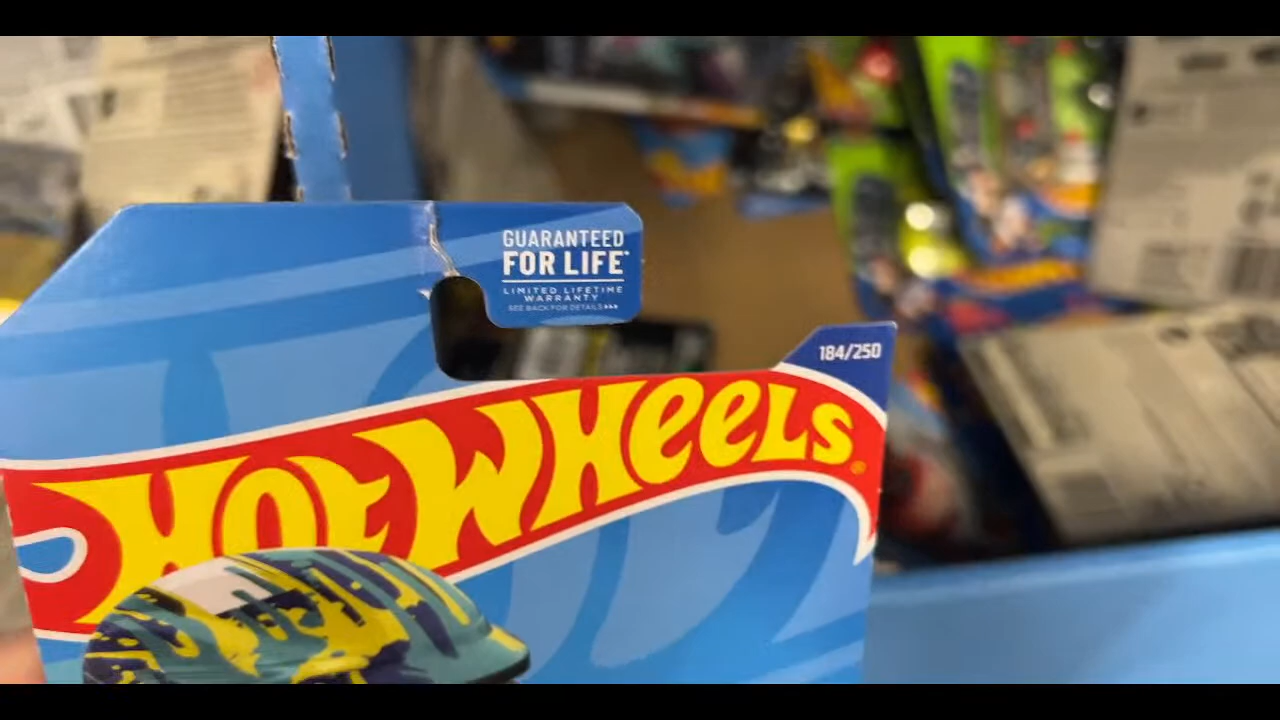 GUARANTEED
FOR LIFE*
LIMITED LIFETIME
WARRANTY
SEE BACK FOR DETAILS
184/250
HOT WHEELS